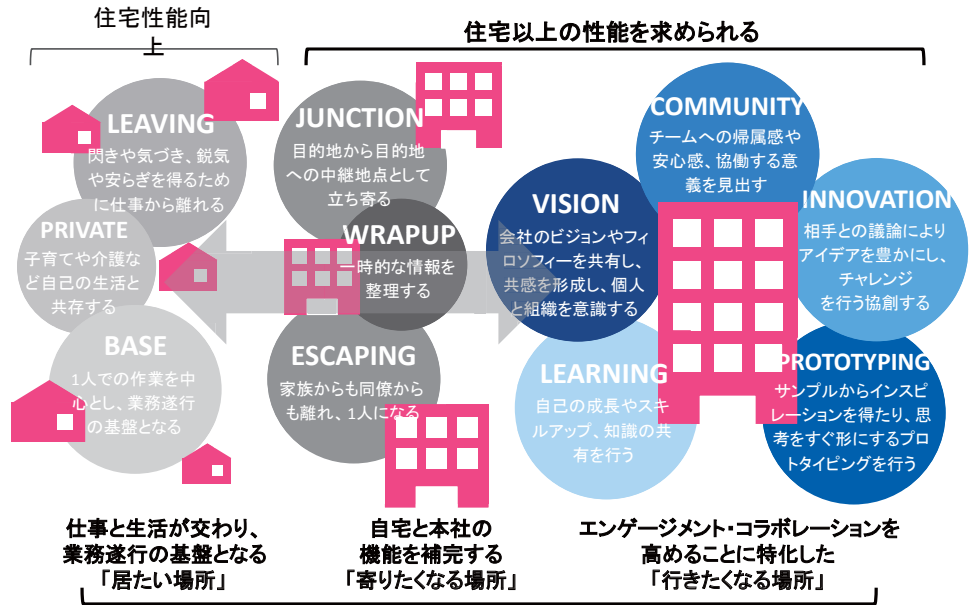 住宅性能向
上
住宅以上の性能を求められる
LEAVING
閃きや気づき、鋭気
や安らぎを得るため
に仕事から離れる
PRIVATE
子育てや介護な
ど自己の生活と
共存する
BASE
1人での作業を中
心とし、業務遂行
の基盤となる
JUNCTION
目的地から目的地
への中継地点として
立ち寄る
WRAPUP
一時的な情報を
整理する
ESCAPING
家族からも同僚から
も離れ、1人になる
VISION
会社のビジョンやフィ
ロソフィーを共有し、
共感を形成し、個人
と組織を意識する
COMMUNITY
チームへの帰属感や
安心感、協働する意
義を見出す
INNOVATION
相手との議論により
アイデアを豊かにし、
チャレンジ
を行う協創する
LEARNING
自己の成長やスキ
ルアップ、知識の共
有を行う
PROTOTYPING
サンプルからインスピ
レーションを得たり、思
考をすぐ形にするプロ
トタイピングを行う
仕事と生活が交わり、
業務遂行の基盤となる
「居たい場所」
自宅と本社の
機能を補完する
「寄りたくなる場所」
エンゲージメント・コラボレーションを
高めることに特化した
「行きたくなる場所」